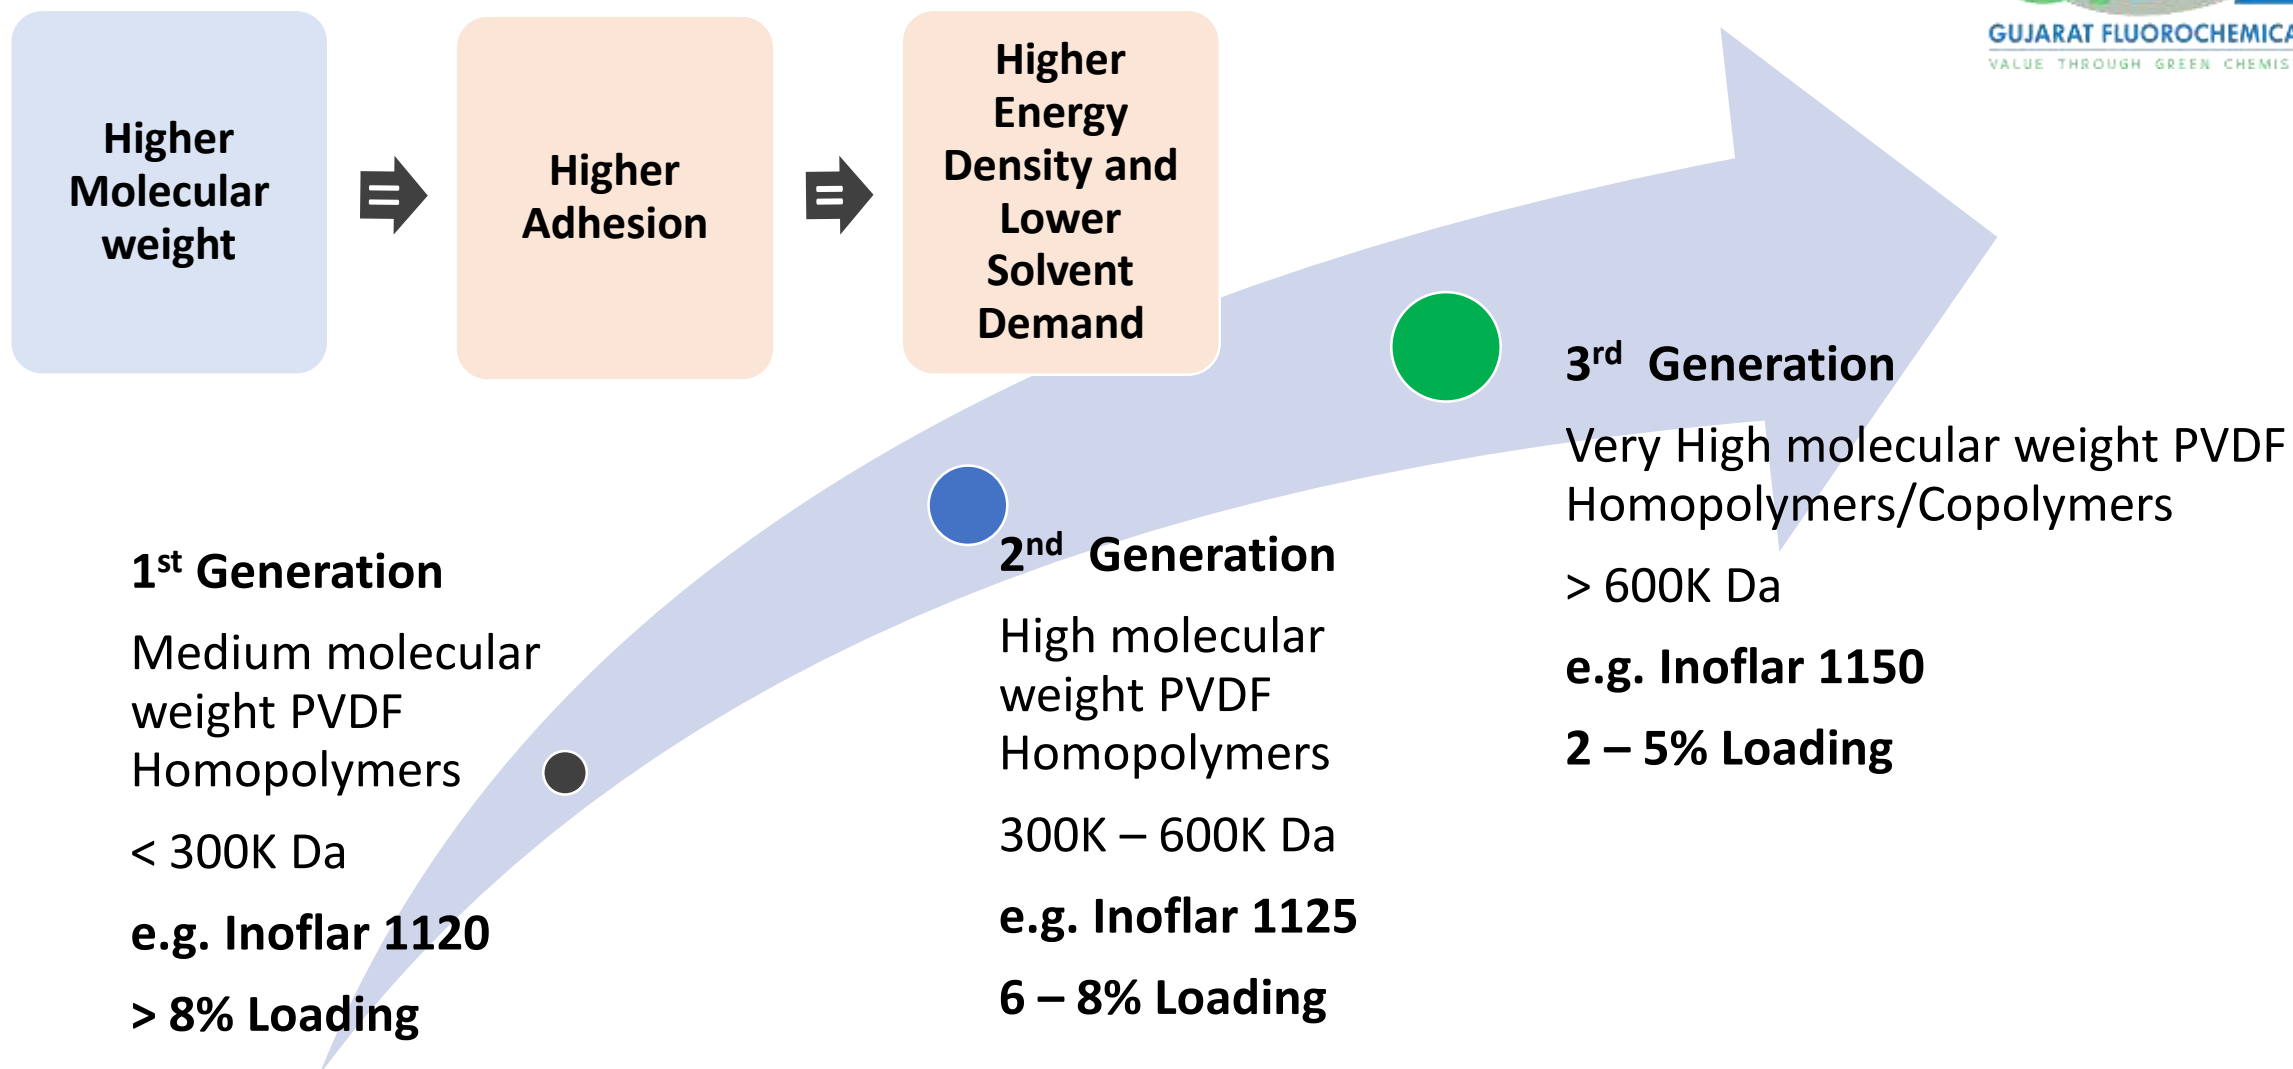 Higher
Molecular
weight
Higher
Adhesion
Higher
Energy
Density and
Lower
Solvent
Demand
GUJARAT FLUOROCHEMICA
VALUE THROUGH GREEN CHEMIS
1st Generation
Medium molecular
weight PVDF
Homopolymers
< 300K Da
e.g. Inoflar 1120
> 8% Loading
2nd Generation
High molecular
weight PVDF
Homopolymers
300K – 600K Da
e.g. Inoflar 1125
6 – 8% Loading
3rd Generation
Very High molecular weight PVDF
Homopolymers/Copolymers
> 600K Da
e.g. Inoflar 1150
2 – 5% Loading